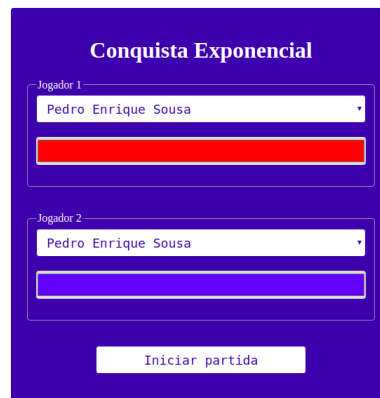 Conquista Exponencial
Jogador 1
Pedro Enrique Sousa
Jogador 2
Pedro Enrique Sousa
Iniciar partida